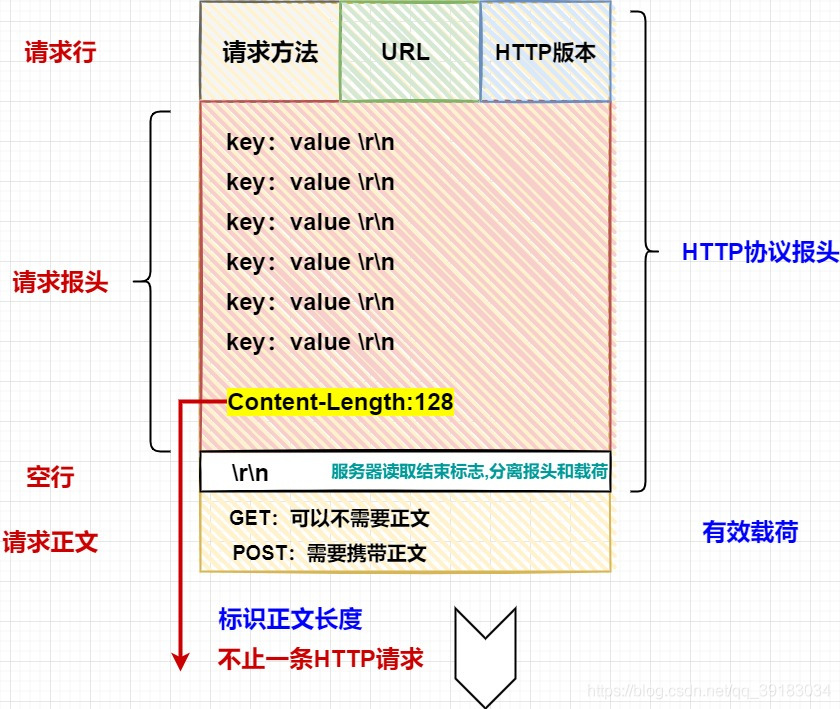 请求行
请求方法
URL
HTTP版本
key：value \r\n
key：value \r\n
key：value \r\n
key：value \r\n
key：value \r\n
key：value \r\n
请求报头
HTTP协议报头
Content-Length:128
空行
\r\n
服务器读取结束标志,分离报头和载荷
请求正文
GET：可以不需要正文
POST：需要携带正文
有效载荷
标识正文长度
不止一条HTTP请求
https://blog.csdn.net/qq_39183034